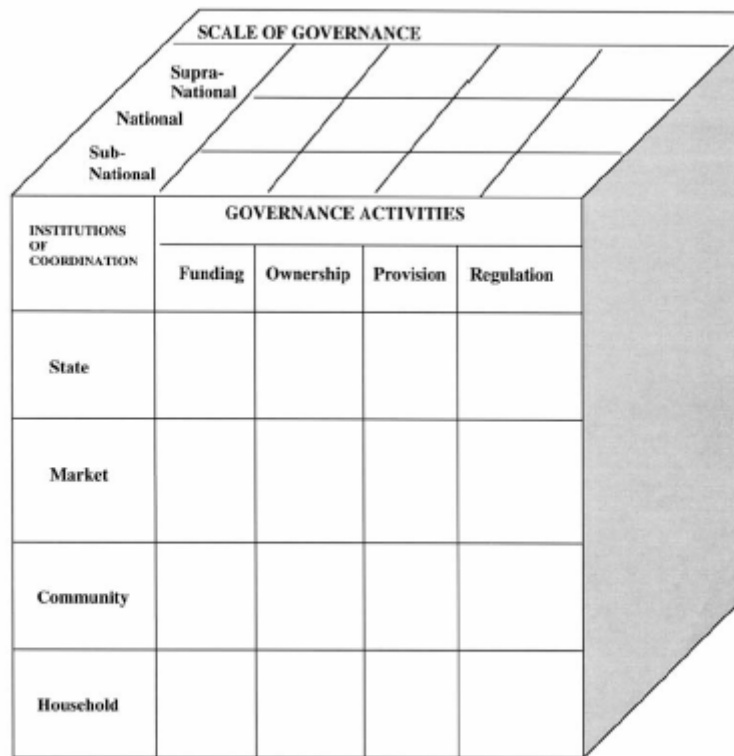 SCALE OF GOVERNANCE
Supra-
National
National
Sub-
National
INSTITUTIONS
OF
COORDINATION
GOVERNANCE ACTIVITIES
Funding Ownership Provision Regulation
State
Market
Community
Household